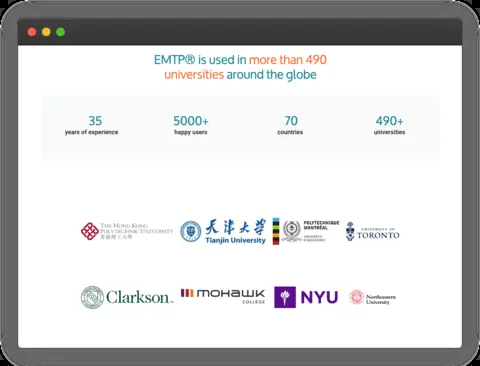 EMTP® is used in more than 490
universities around the globe
35
years of experience
5000+
happy users
70
countries
490+
universities
THE HONG KONG
POLYTECHNIC UNIVERSITY
香港理工大學
天津大学
Tianjin University
POLYTECHNIQUE
MONTRÉAL
UNIVERSITÉ
D'INGÉNIERIE
UNIVERSITY OF
TORONTO
Clarkson
MOHAWK
COLLEGE
NYU
Northeastern
University